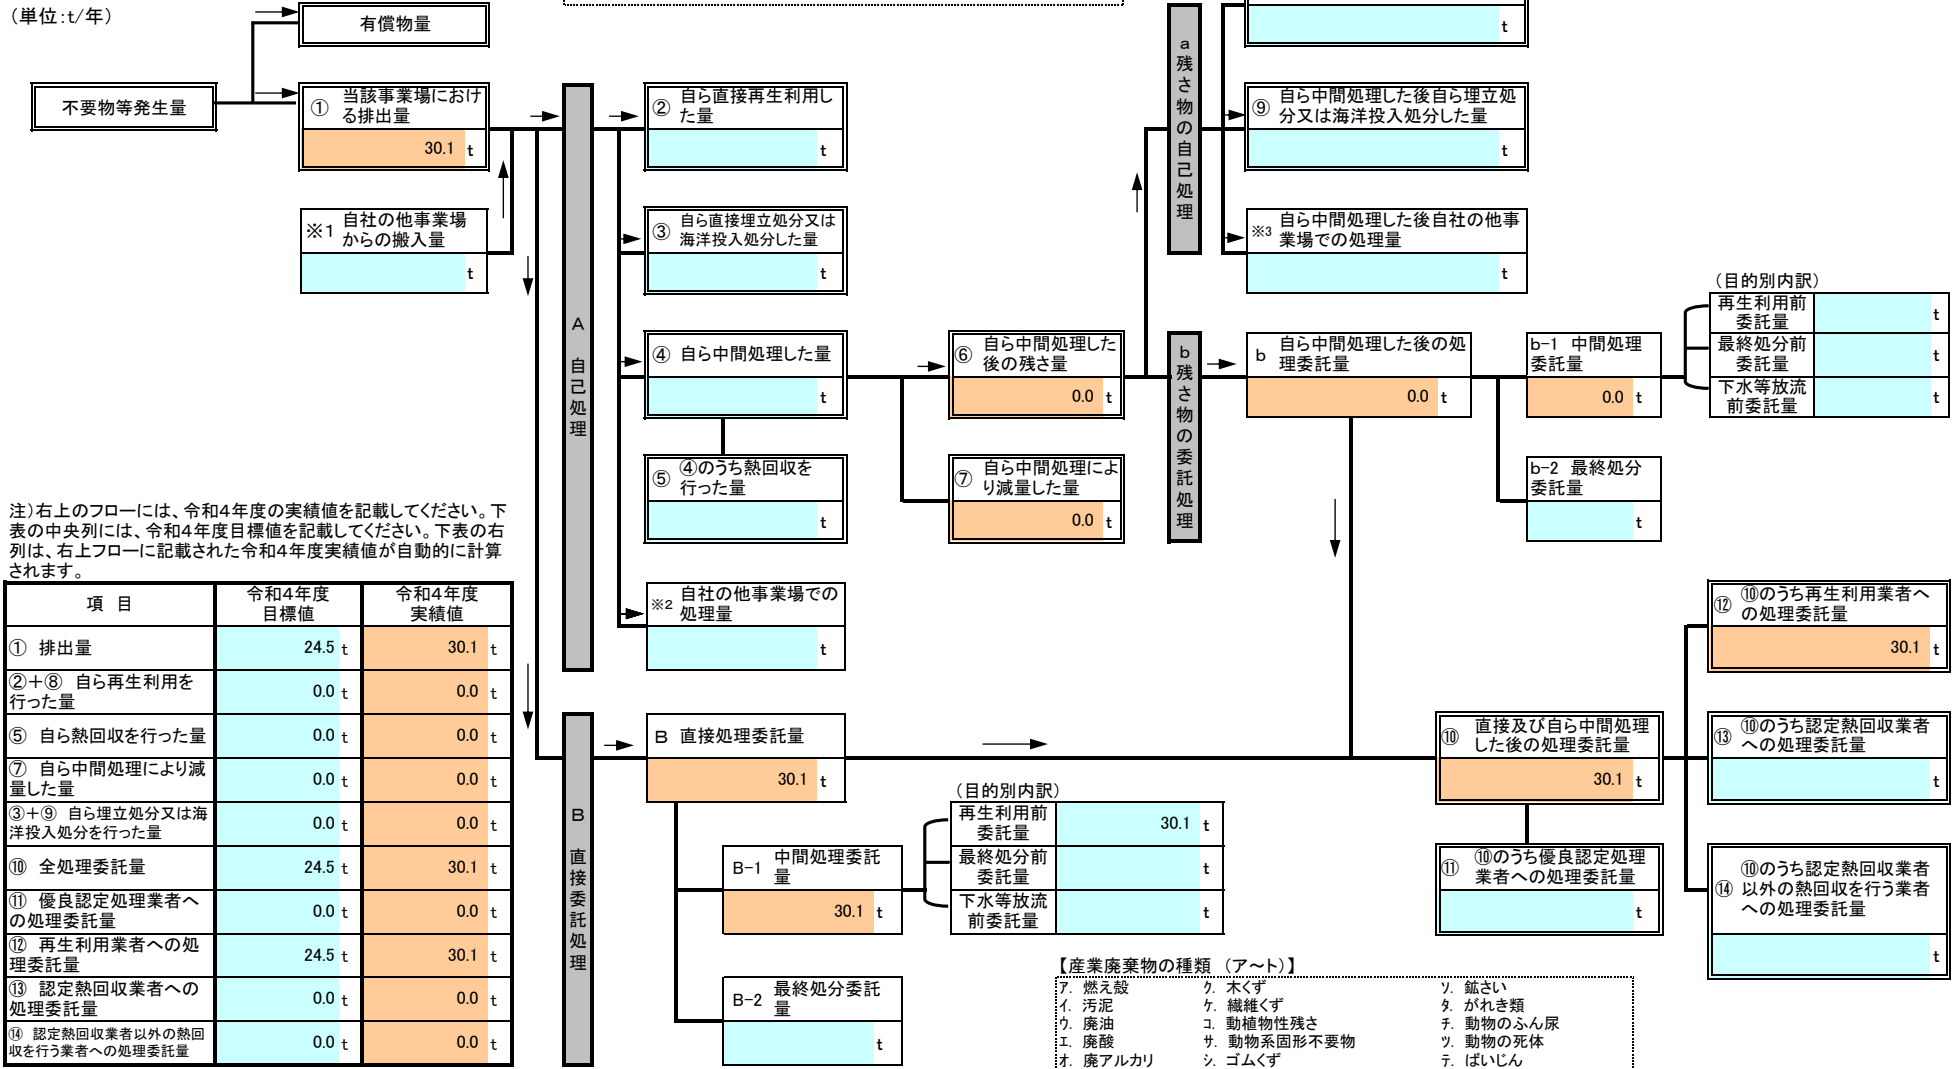 （単位：t/年）
有償物量
不要物等発生量
① 当該事業場におけ
る排出量
30.1 t
※1 自社の他事業場
からの搬入量
t
A 自己処理
② 自ら直接再生利用し
た量
t
③ 自ら直接埋立処分又は
海洋投入処分した量
t
④ 自ら中間処理した量
t
⑤ ④のうち熱回収を
行った量
t
※2 自社の他事業場での
処理量
t
⑥ 自ら中間処理した
後の残さ量
0.0 t
⑦ 自ら中間処理によ
り減量した量
0.0 t
a 残さ物の自己処理
t
⑨ 自ら中間処理した後自ら埋立処
分又は海洋投入処分した量
t
※3 自ら中間処理した後自社の他事
業場での処理量
t
b 残さ物の委託処理
b 自ら中間処理した後の処
理委託量
0.0 t
b-1 中間処理
委託量
0.0 t
b-2 最終処分
委託量
t
（目的別内訳）
再生利用前
委託量
t
最終処分前
委託量
t
下水等放流
前委託量
t
注）右上のフローには、令和4年度の実績値を記載してください。下
表の中央列には、令和4年度目標値を記載してください。下表の右
列は、右上フローに記載された令和4年度実績値が自動的に計算
されます。
項 目 令和4年度
目標値 令和4年度
実績値
① 排出量 24.5 t 30.1 t
②＋⑧ 自ら再生利用を
行った量 0.0 t 0.0 t
⑤ 自ら熱回収を行った量 0.0 t 0.0 t
⑦ 自ら中間処理により減
量した量 0.0 t 0.0 t
③＋⑨ 自ら埋立処分又は海
洋投入処分を行った量 0.0 t 0.0 t
⑩ 全処理委託量 24.5 t 30.1 t
⑪ 優良認定処理業者へ
の処理委託量 0.0 t 0.0 t
⑫ 再生利用業者への処
理委託量 24.5 t 30.1 t
⑬ 認定熱回収業者への
処理委託量 0.0 t 0.0 t
⑭ 認定熱回収業者以外の熱回
収を行う業者への処理委託量 0.0 t 0.0 t
B 直接委託処理
B 直接処理委託量
30.1 t
B-1 中間処理委託
量
30.1 t
B-2 最終処分委託
量
t
（目的別内訳）
再生利用前
委託量
30.1 t
最終処分前
委託量
t
下水等放流
前委託量
t
⑩ 直接及び自ら中間処理
した後の処理委託量
30.1 t
⑪ ⑩のうち優良認定処理
業者への処理委託量
t
⑫ ⑩のうち再生利用業者へ
の処理委託量
30.1 t
⑬ ⑩のうち認定熱回収業者
への処理委託量
t
⑭ ⑩のうち認定熱回収業者
以外の熱回収を行う業者
への処理委託量
t
【産業廃棄物の種類 （ア～ト）】
ア. 燃え殻 ク. 木くず ソ. 鉱さい
イ. 汚泥 ケ. 繊維くず タ. がれき類
ウ. 廃油 コ. 動植物性残さ チ. 動物のふん尿
エ. 廃酸 サ. 動物系固形不要物 ツ. 動物の死体
オ. 廃アルカリ シ. ゴムくず テ. ばいじん